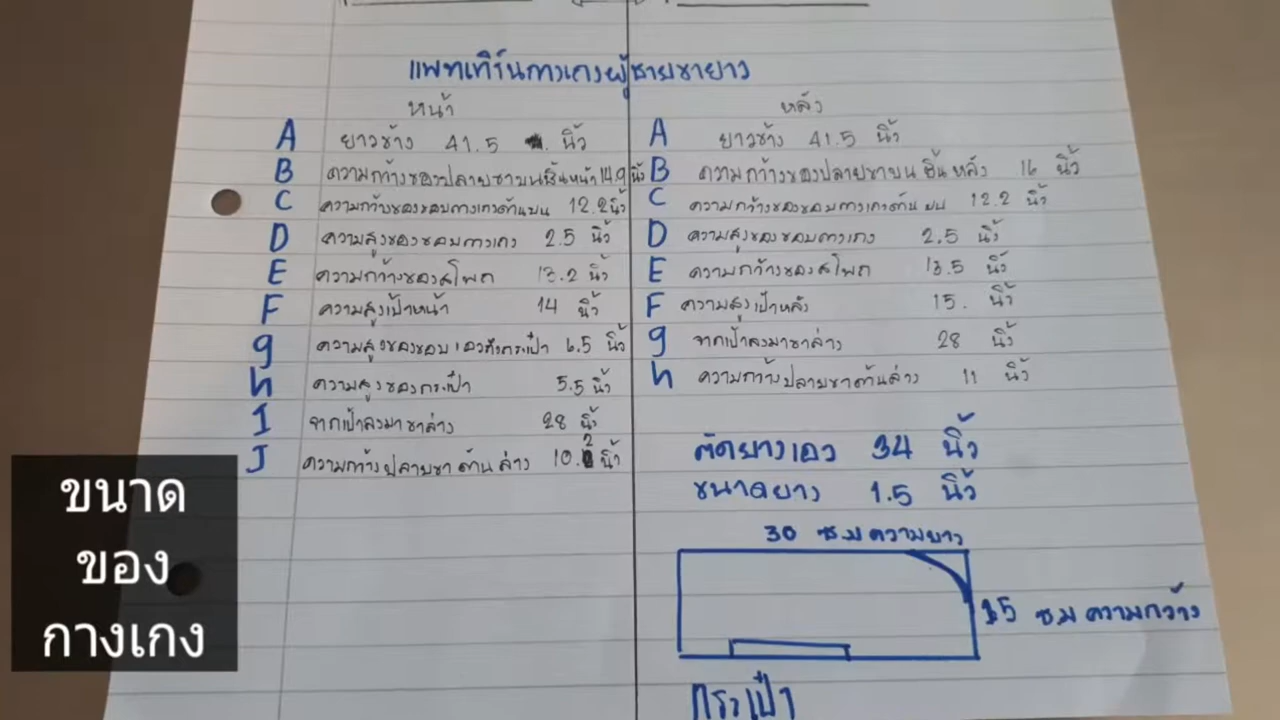 แพทเทิร์นกางเกงผู้ชายขายาว
หน้า
A ยาวข้าง 41.5 นิ้ว
B ความกว้างของปลายขาบนชิ้นหน้า 14.9 นิ้ว
C ความกว้างของขอบกางเกงด้านบน 12.2 นิ้ว
D ความสูงของขอบกางเกง 2.5 นิ้ว
E ความกว้างของสโพก 13.2 นิ้ว
F ความสูงเป้าหน้า 14 นิ้ว
g ความสูงของขอบเอวถึงกระเป๋า 6.5 นิ้ว
h ความสูงของกระเป๋า 5.5 นิ้ว
I จากเป้าลงมาขาล่าง 28 นิ้ว
J ความกว้างปลายขาด้านล่าง 10.2 นิ้ว
หลัง
A ยาวข้าง 41.5 นิ้ว
B ความกว้างของปลายขาบน ชิ้นหลัง 16 นิ้ว
C ความกว้างของขอบกางเกงด้านบน 12.2 นิ้ว
D ความสูงของขอบกางเกง 2.5 นิ้ว
E ความกว้างของสโพก 13.5 นิ้ว
F ความสูงเป้าหลัง 15. นิ้ว
g จากเป้าลงมาขาล่าง 28 นิ้ว
h ความกว้างปลายขาด้านล่าง 11 นิ้ว
ตัดยางเอว 34 นิ้ว
ขนาดยาง 1.5 นิ้ว
30 ซ.ม ความยาว
15 ซ.ม ความกว้าง
กระเป๋า
ขนาด
ของ
กางเกง